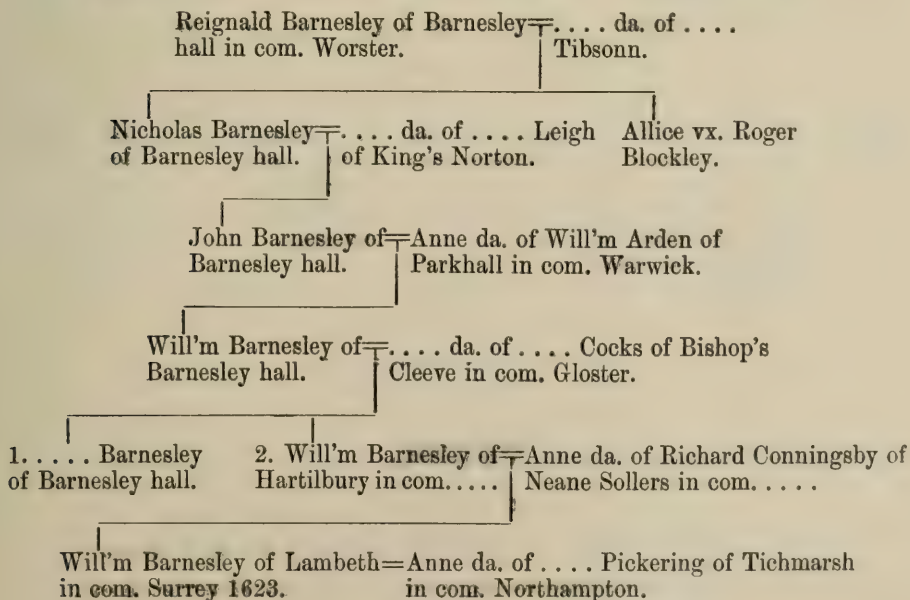 Reignald Barnesley of Barnesley=. . . . da. of . . . .
hall in com. Worster. Tibsonn.
Nicholas Barnesley=. . . . da. of . . . . Leigh Allice vx. Roger
of Barnesley hall. of King's Norton. Blockley.
John Barnesley of=Anne da. of Will'm Arden of
Barnesley hall. Parkhall in com. Warwick.
Will'm Barnesley of=. . . . da. of . . . . Cocks of Bishop's
Barnesley hall. Cleeve in com. Gloster.
1. . . . . Barnesley 2. Will'm Barnesley of=Anne da. of Richard Conningsby of
of Barnesley hall. Hartilbury in com. . . . . Neane Sollers in com. . . . .
Will'm Barnesley of Lambeth=Anne da. of . . . . Pickering of Tichmarsh
in com. Surrey 1623. in com. Northampton.